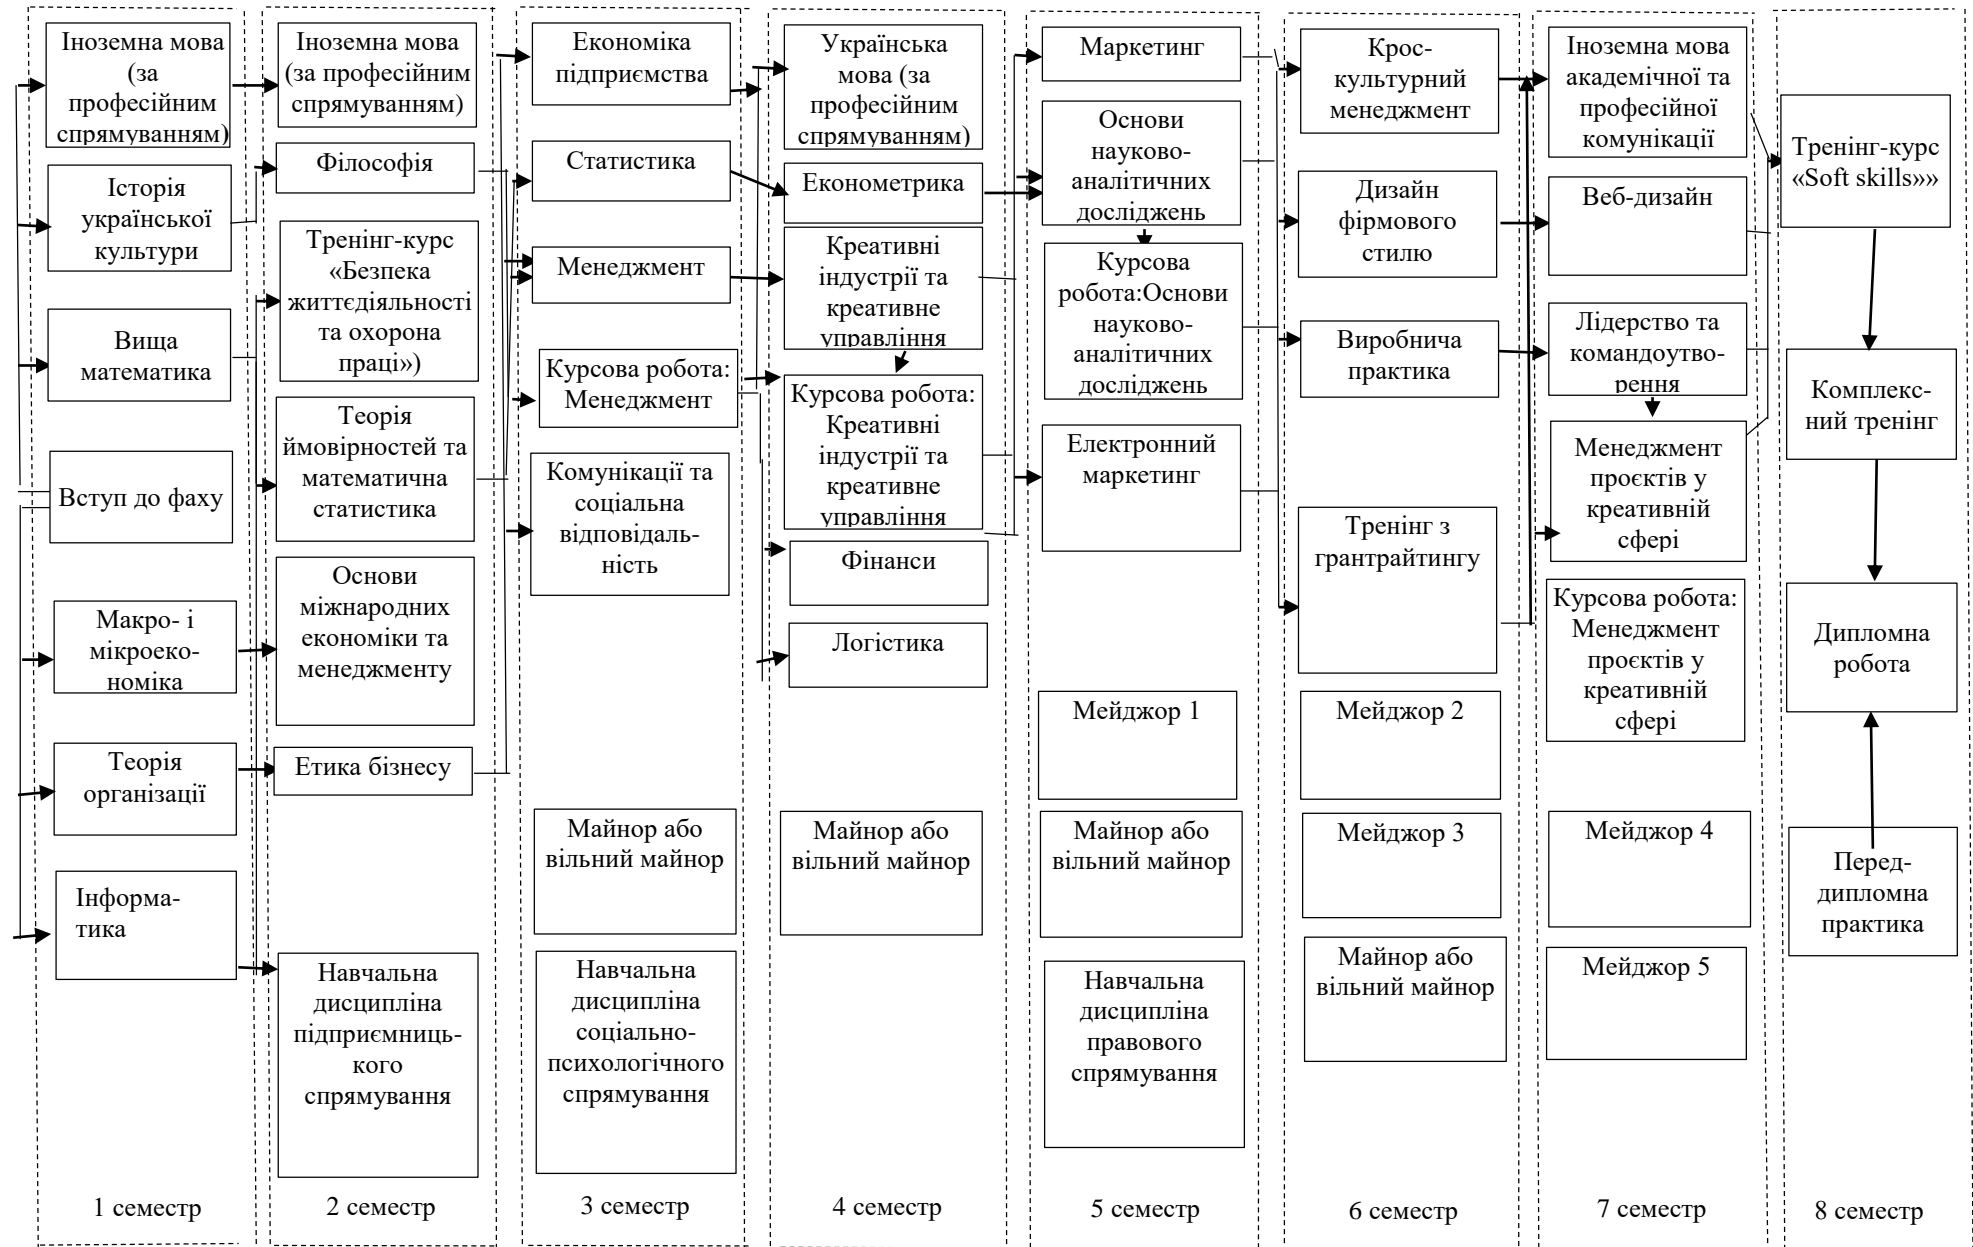 Іноземна мова
(за
професійним
спрямуванням)
Історія
української
культури
Вища
математика
Вступ до фаху
Макро- і
мікроеко-
номіка
Теорія
організації
Інформа-
тика
1 семестр
Іноземна мова
(за професійним
спрямуванням)
Філософія
Тренінг-курс
«Безпека
життєдіяльності
та охорона
праці»)
Теорія
ймовірностей та
математична
статистика
Основи
міжнародних
економіки та
менеджменту
Етика бізнесу
Навчальна
дисципліна
підприємниць-
кого
спрямування
2 семестр
Економіка
підприємства
Статистика
Менеджмент
Курсова робота:
Менеджмент
Комунікації та
соціальна
відповідаль-
ність
Майнор або
вільний майнор
Навчальна
дисципліна
соціально-
психологічного
спрямування
3 семестр
Українська
мова (за
професійним
спрямуванням)
Економетрика
Креативні
індустрії та
креативне
управління
Курсова робота:
Креативні
індустрії та
креативне
управління
Фінанси
Логістика
Майнор або
вільний майнор
4 семестр
Маркетинг
Основи
науково-
аналітичних
досліджень
Курсова
робота:Основи
науково-
аналітичних
досліджень
Електронний
маркетинг
Мейджор 1
Майнор або
вільний майнор
Навчальна
дисципліна
правового
спрямування
5 семестр
Крос-
культурний
менеджмент
Дизайн
фірмового
стилю
Виробнича
практика
Тренінг з
грантрайтингу
Мейджор 2
Мейджор 3
Майнор або
вільний майнор
6 семестр
Іноземна мова
академічної та
професійної
комунікації
Веб-дизайн
Лідерство та
командоутво-
рення
Менеджмент
проєктів у
креативній
сфері
Курсова робота:
Менеджмент
проєктів у
креативній
сфері
Мейджор 4
Мейджор 5
7 семестр
Тренінг-курс
«Soft skills»»
Комплекс-
ний тренінг
Дипломна
робота
Перед-
дипломна
практика
8 семестр